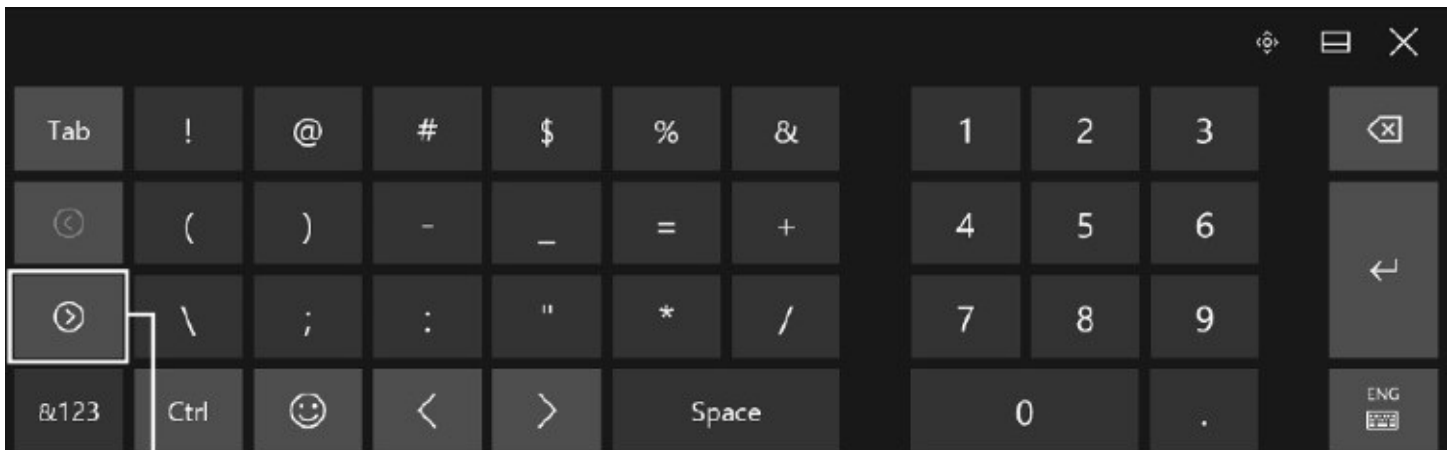 Tab ! @ # $ % & 1 2 3
( ) - _ = + 4 5 6
\ ; : " * / 7 8 9
&123 Ctrl < > Space 0 . ENG